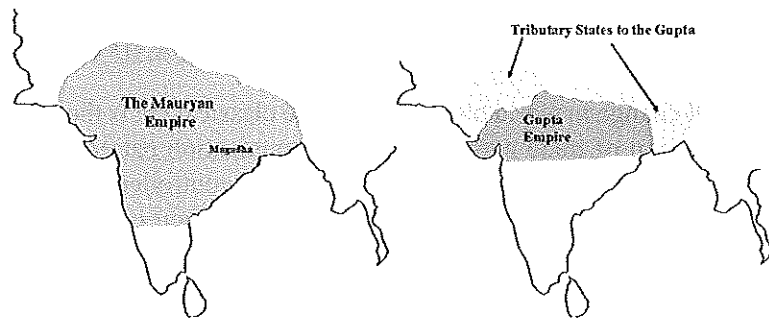 Tributary States to the Gupta
The Mauryan
Empire
Magadha
Gupta
Empire